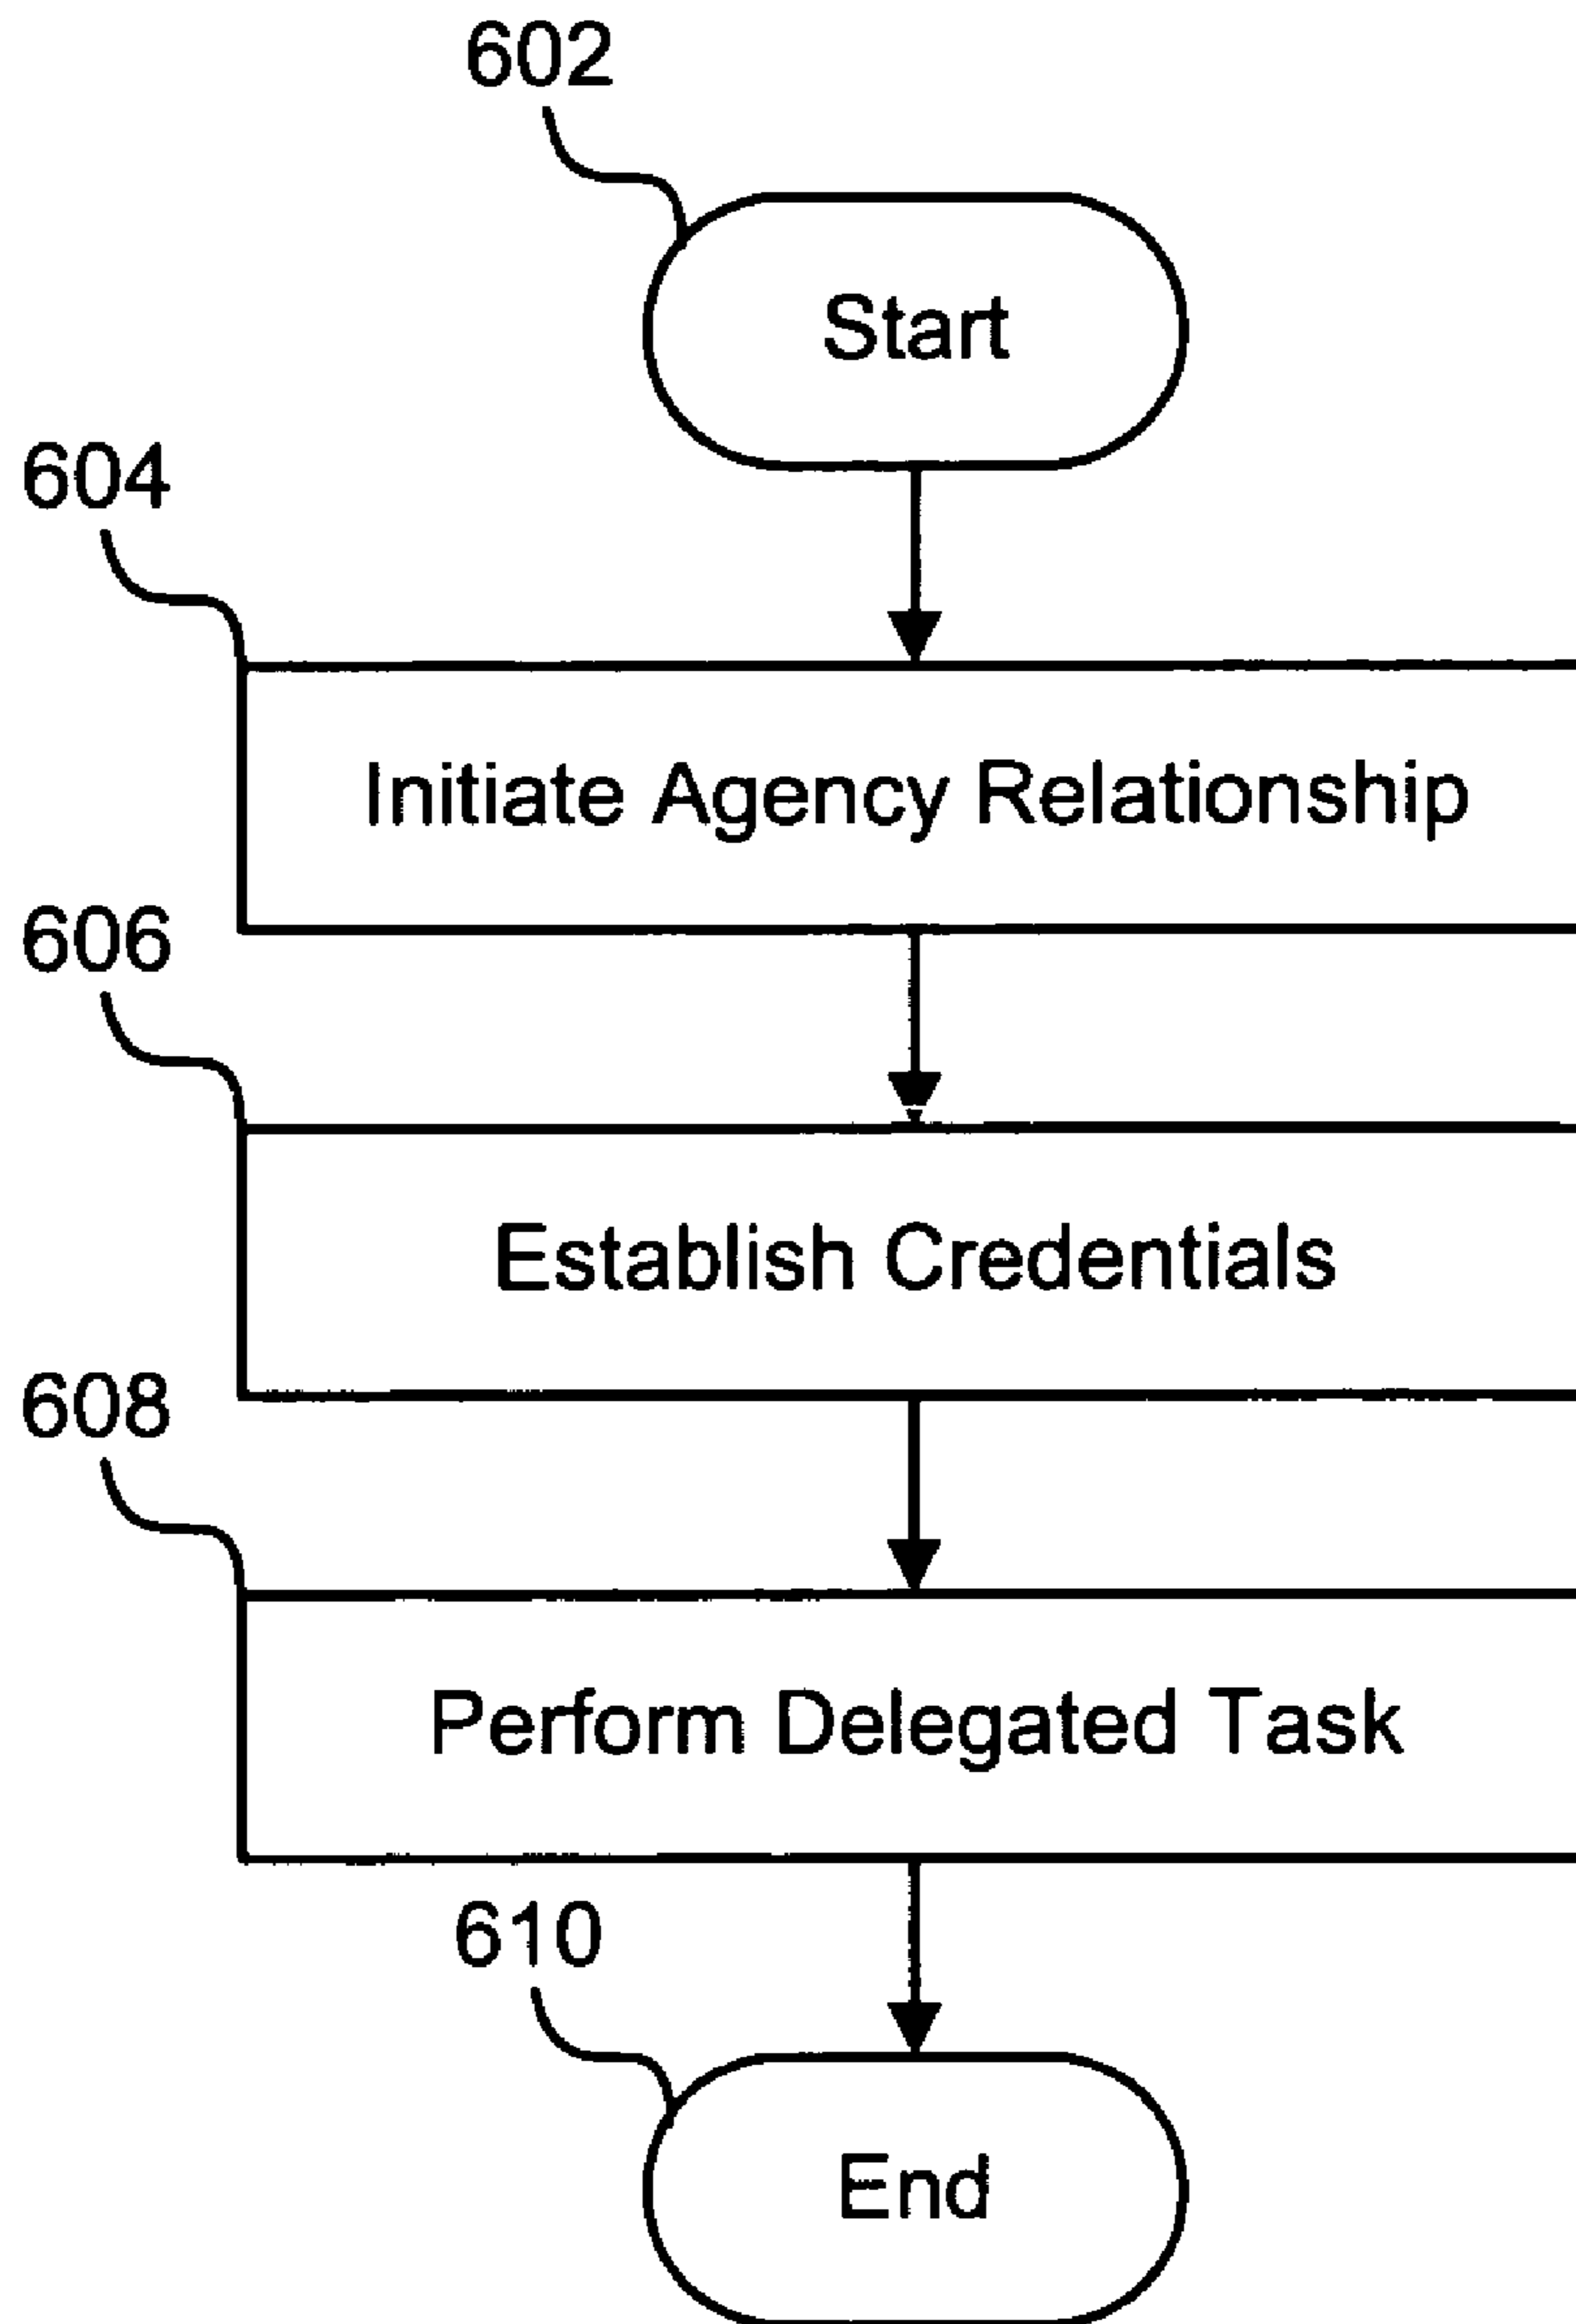 602
Start
604
Initiate Agency Relationship
606
Establish Credentials
608
Perform Delegated Task
610
End